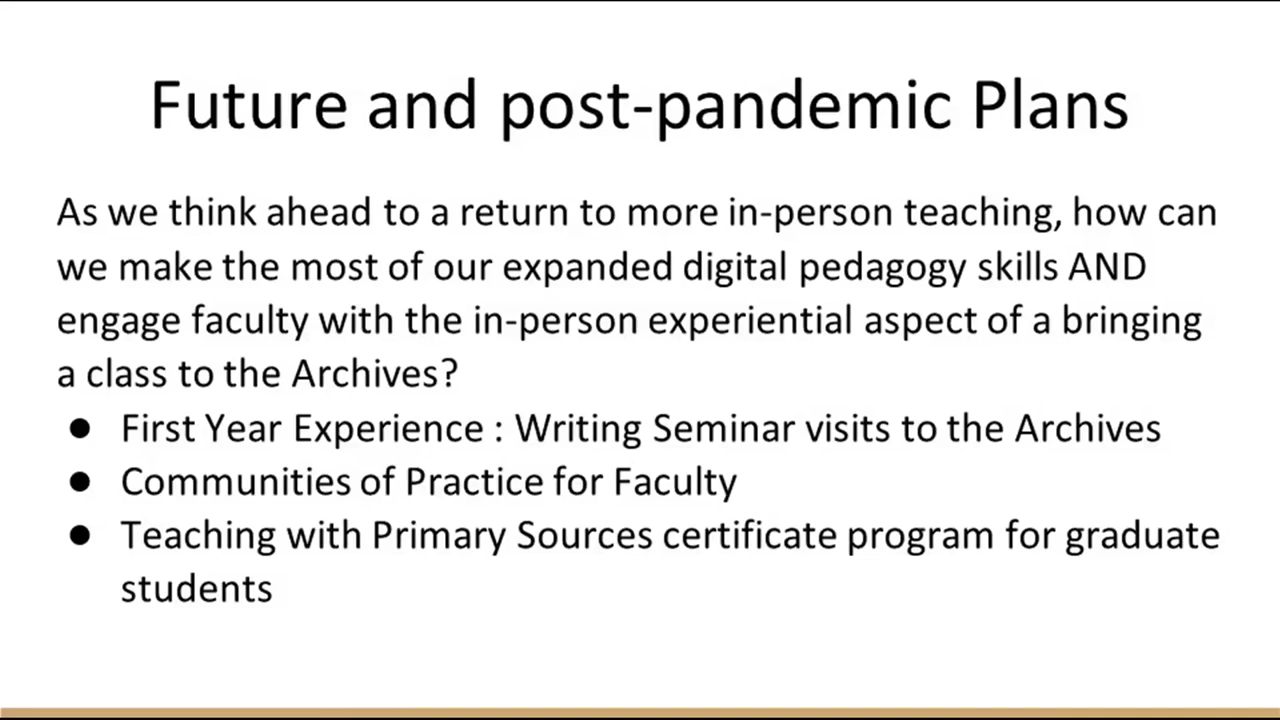 Future and post-pandemic Plans
As we think ahead to a return to more in-person teaching, how can
we make the most of our expanded digital pedagogy skills AND
engage faculty with the in-person experiential aspect of a bringing
a class to the Archives?
● First Year Experience : Writing Seminar visits to the Archives
● Communities of Practice for Faculty
● Teaching with Primary Sources certificate program for graduate
students